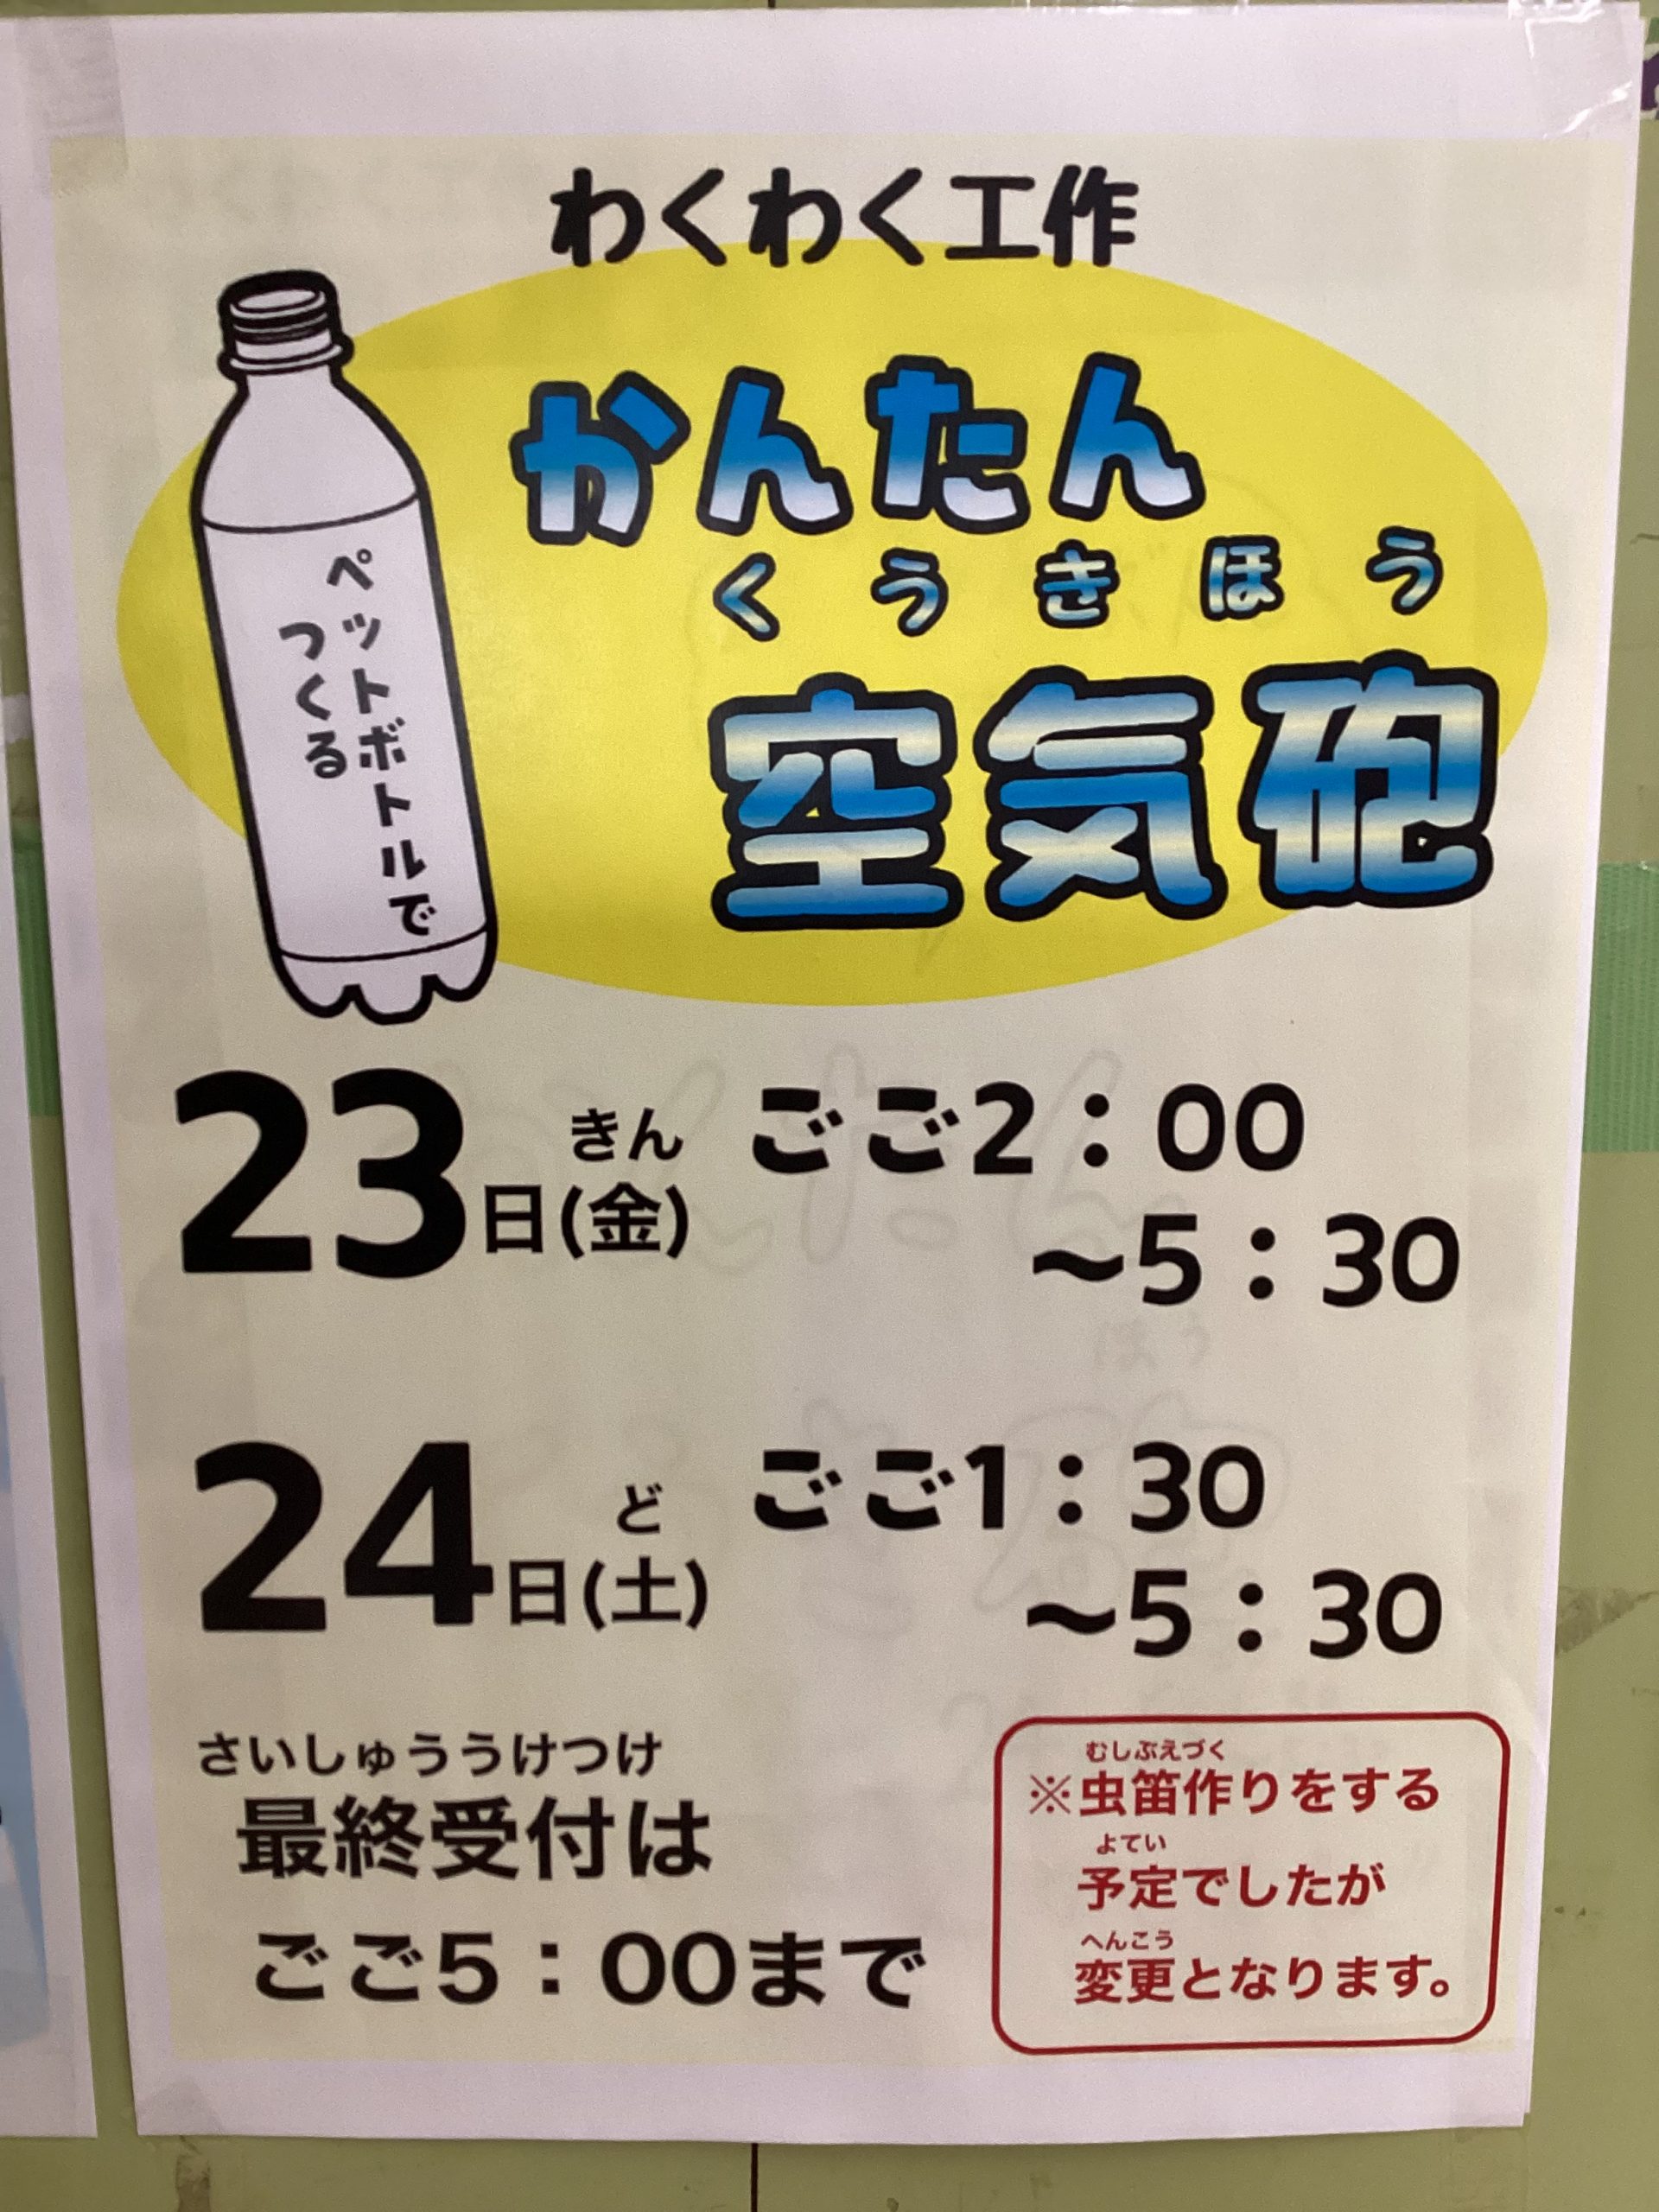 わくわく工作
かんたん
くうきほう
空気砲
ペットボトルで
つくる
23日(金) ごご2：00
きん
～5：30
24日(土) ごご1：30
ど
～5：30
さいしゅううけつけ
最終受付は
ごご5：00まで
むしぶえづく
※虫笛作りをする
よてい
予定でしたが
へんこう
変更となります。